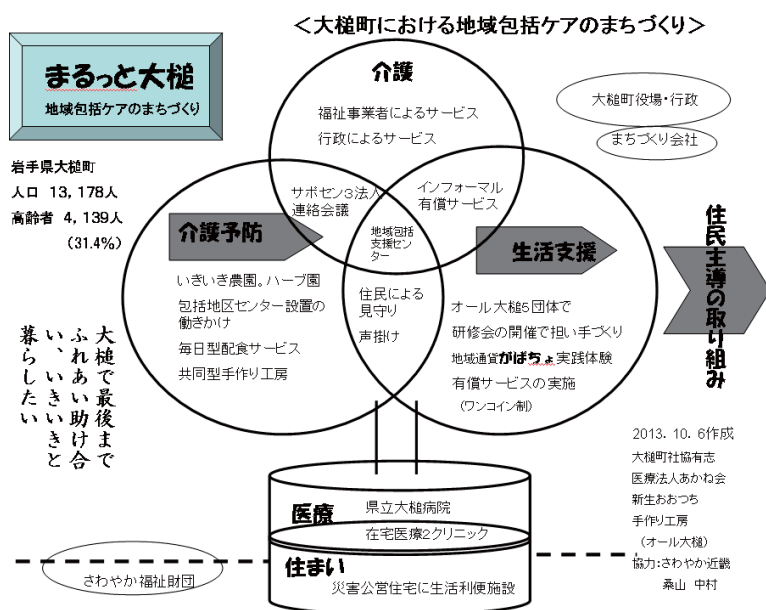 ＜大槌町における地域包括ケアのまちづくり＞
まるっと大槌
地域包括ケアのまちづくり
岩手県大槌町
人口 13,178人
高齢者 4,139人
(31.4%)
介護
福祉事業者によるサービス
行政によるサービス
大槌町役場・行政
まちづくり会社
サポセン3法人
連絡会議
インフォーマル
有償サービス
地域包括
支援セン
ター
介護予防
いきいき農園。ハーブ園
包括地区センター設置の
働きかけ
毎日型配食サービス
共同型手作り工房
住民による
見守り
声掛け
生活支援
オール大槌5団体で
研修会の開催で担い手づくり
地域通貨がばちょ実践体験
有償サービスの実施
(ワンコイン制)
住民主導の取り組み
大槌で最後まで
ふれあい助け合
い、いきいきと
暮らしたい
医療
県立大槌病院
在宅医療2クリニック
住まい
災害公営住宅に生活利便施設
さわやか福祉財団
2013．10．6作成
大槌町社協有志
医療法人あかね会
新生おおつち
手作り工房
（オール大槌）
協力:さわやか近畿
桑山　中村